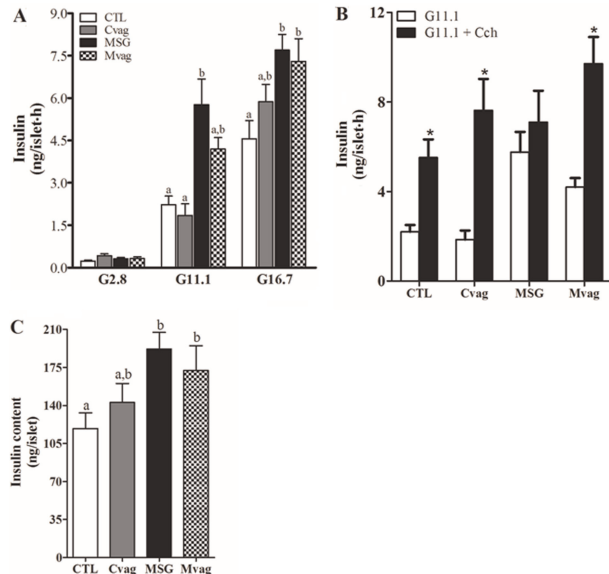 A
CTL
Cvag
MSG
Mvag
Insulin
(ng/islet·h)
9.0
7.5
6.0
4.5
3.0
1.5
0.0
a
a
b
a,b
a
a,b
b
b
G2.8
G11.1
G16.7
B
G11.1
G11.1 + Cch
Insulin
(ng/islet·h)
12
8
4
0
*
*
*
CTL
Cvag
MSG
Mvag
C
Insulin content
(ng/islet)
210
175
140
105
70
35
0
a
a,b
b
b
CTL
Cvag
MSG
Mvag